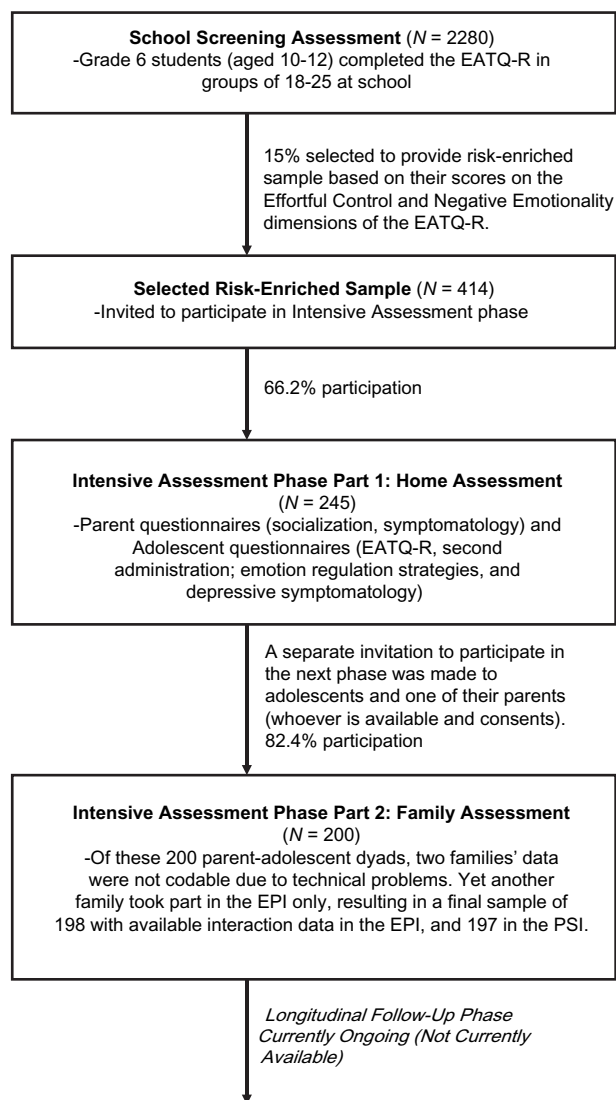 School Screening Assessment (N = 2280)
-Grade 6 students (aged 10-12) completed the EATQ-R in
groups of 18-25 at school
15% selected to provide risk-enriched
sample based on their scores on the
Effortful Control and Negative Emotionality
dimensions of the EATQ-R.
Selected Risk-Enriched Sample (N = 414)
-Invited to participate in Intensive Assessment phase
66.2% participation
Intensive Assessment Phase Part 1: Home Assessment
(N = 245)
-Parent questionnaires (socialization, symptomatology) and
Adolescent questionnaires (EATQ-R, second
administration; emotion regulation strategies, and
depressive symptomatology)
A separate invitation to participate in
the next phase was made to
adolescents and one of their parents
(whoever is available and consents).
82.4% participation
Intensive Assessment Phase Part 2: Family Assessment
(N = 200)
-Of these 200 parent-adolescent dyads, two families' data
were not codable due to technical problems. Yet another
family took part in the EPI only, resulting in a final sample of
198 with available interaction data in the EPI, and 197 in the PSI.
Longitudinal Follow-Up Phase
Currently Ongoing (Not Currently
Available)